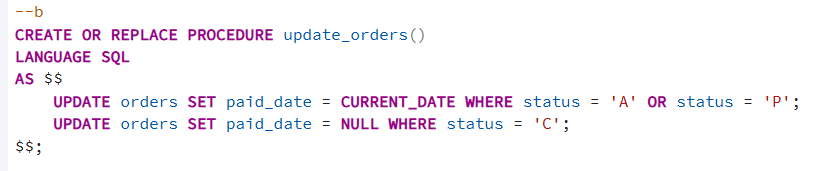 --b
CREATE OR REPLACE PROCEDURE update_orders()
LANGUAGE SQL
AS $$
    UPDATE orders SET paid_date = CURRENT_DATE WHERE status = 'A' OR status = 'P';
    UPDATE orders SET paid_date = NULL WHERE status = 'C';
$$;